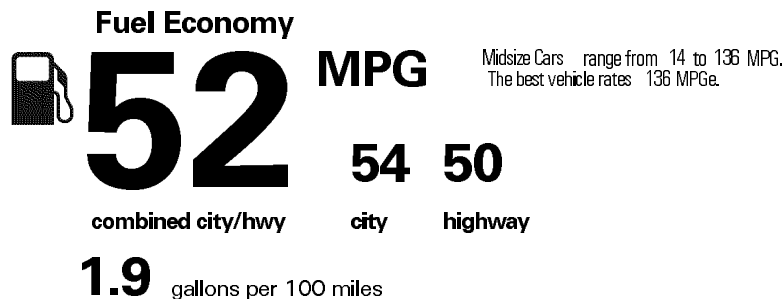 Fuel Economy
52 MPG
Midsize Cars range from 14 to 136 MPG.
The best vehicle rates 136 MPGe.
54 50
combined city/hwy city highway
1.9 gallons per 100 miles